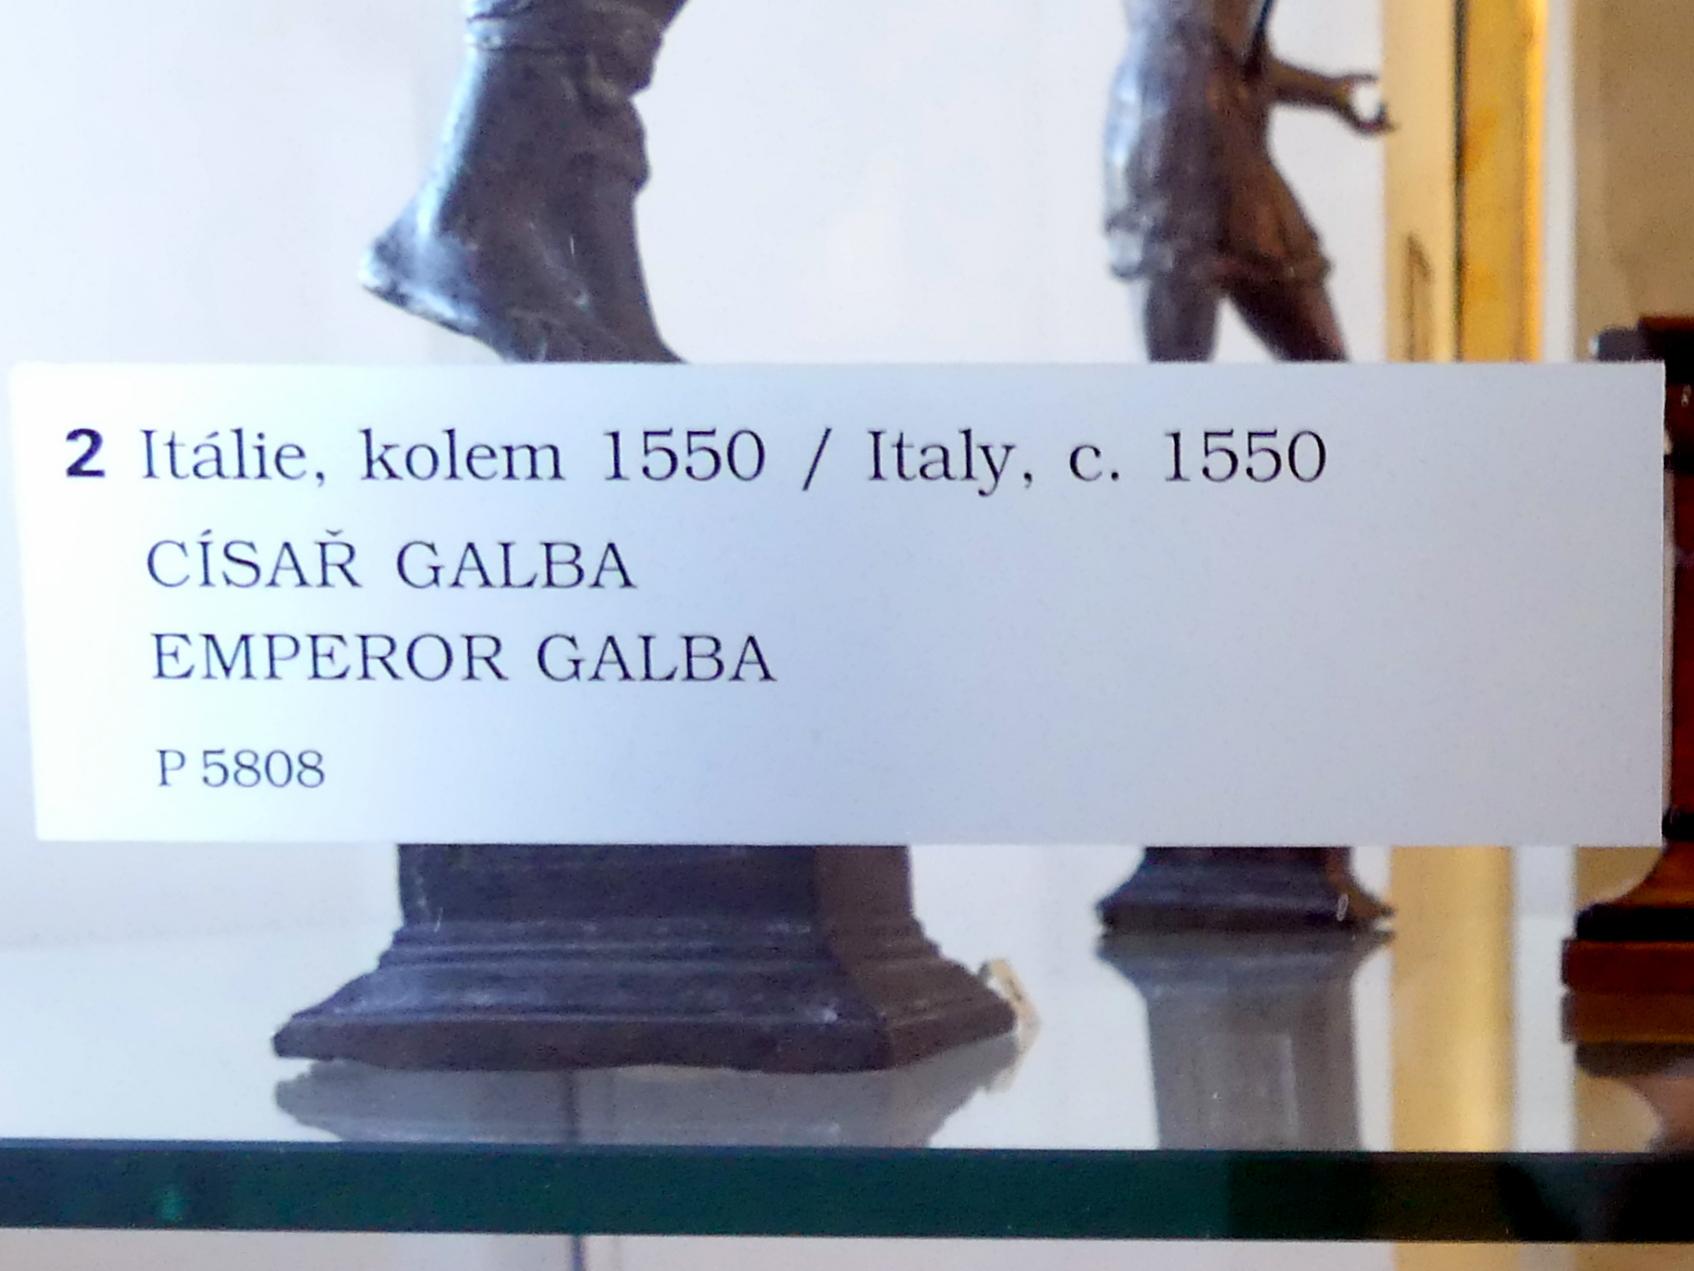 2 Itálie, kolem 1550 / Italy, c. 1550
CÍSAŘ GALBA
EMPEROR GALBA
P 5808